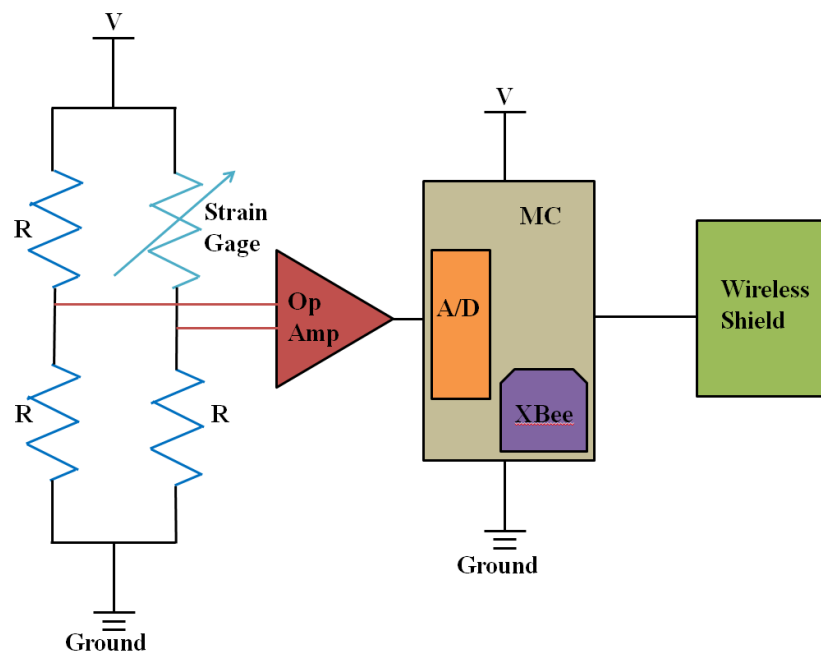 V
V
MC
R
Strain
Gage
Op
Amp
A/D
Wireless
Shield
R
R
XBee
Ground
Ground